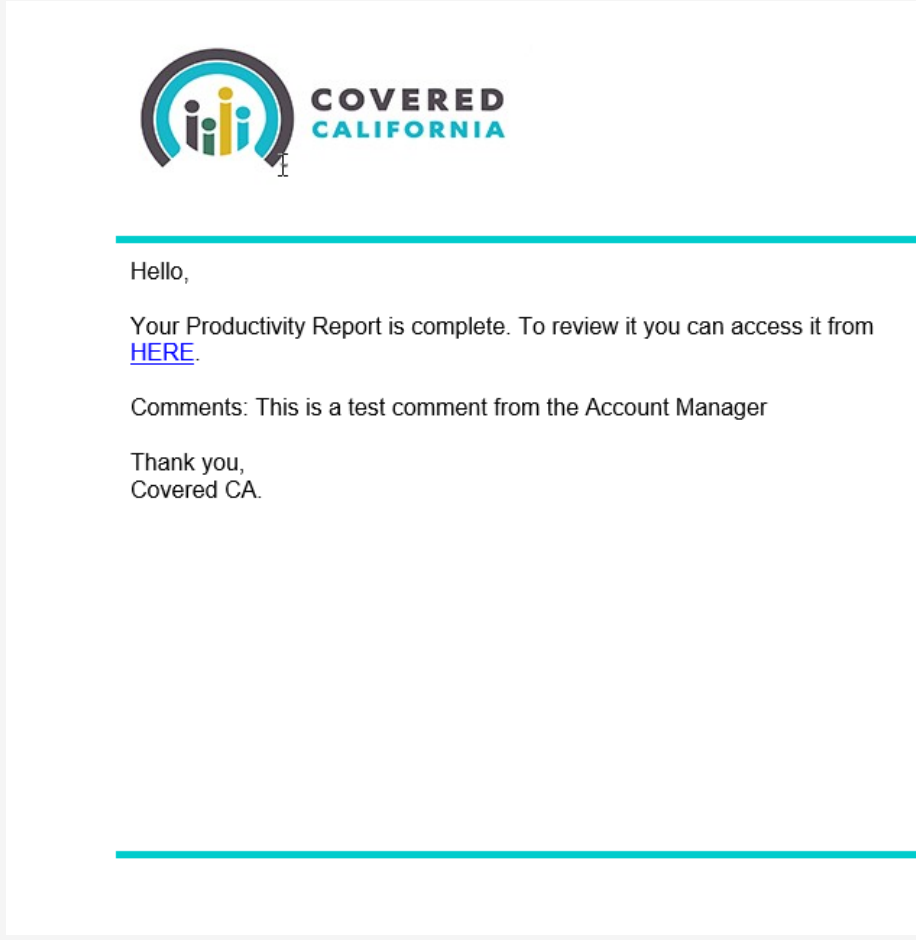 COVERED
CALIFORNIA
Hello,
Your Productivity Report is complete. To review it you can access it from
HERE.
Comments: This is a test comment from the Account Manager
Thank you,
Covered CA.